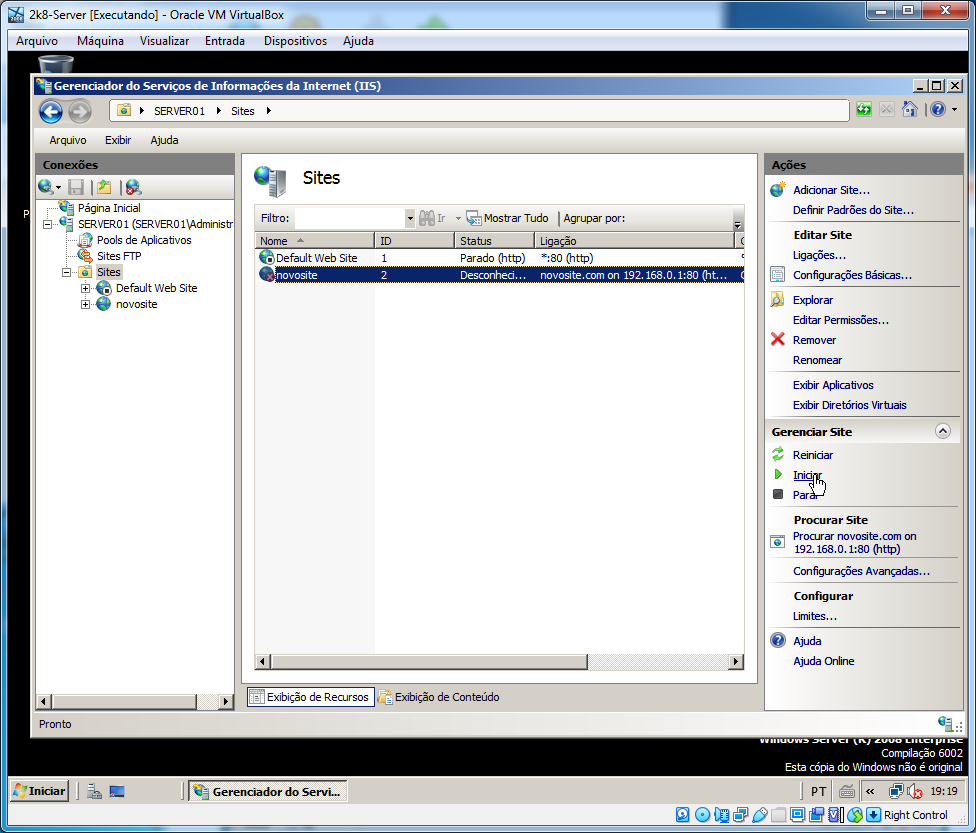 2k8-Server [Executando] - Oracle VM VirtualBox
Arquivo Máquina Visualizar Entrada Dispositivos Ajuda
Gerenciador do Serviços de Informações da Internet (IIS)
SERVER01 Sites
Arquivo Exibir Ajuda
Conexões
Página Inicial
SERVER01 (SERVER01\Administr
Pools de Aplicativos
Sites FTP
Sites
Default Web Site
novosite
P
Sites
Filtro: Ir Mostrar Tudo Agrupar por:
Nome ID Status Ligação
Default Web Site 1 Parado (http) *:80 (http)
novosite 2 Desconheci... novosite.com on 192.168.0.1:80 (ht...
Exibição de Recursos Exibição de Conteúdo
Ações
Adicionar Site...
Definir Padrões do Site...
Editar Site
Ligações...
Configurações Básicas...
Explorar
Editar Permissões...
Remover
Renomear
Exibir Aplicativos
Exibir Diretórios Virtuais
Gerenciar Site
Reiniciar
Iniciar
Parar
Procurar Site
Procurar novosite.com on
192.168.0.1:80 (http)
Configurações Avançadas...
Configurar
Limites...
Ajuda
Ajuda Online
Pronto
Windows Server (R) 2008 Enterprise
Compilação 6002
Esta cópia do Windows não é original
Iniciar Gerenciador do Servi... PT « 19:19
Right Control